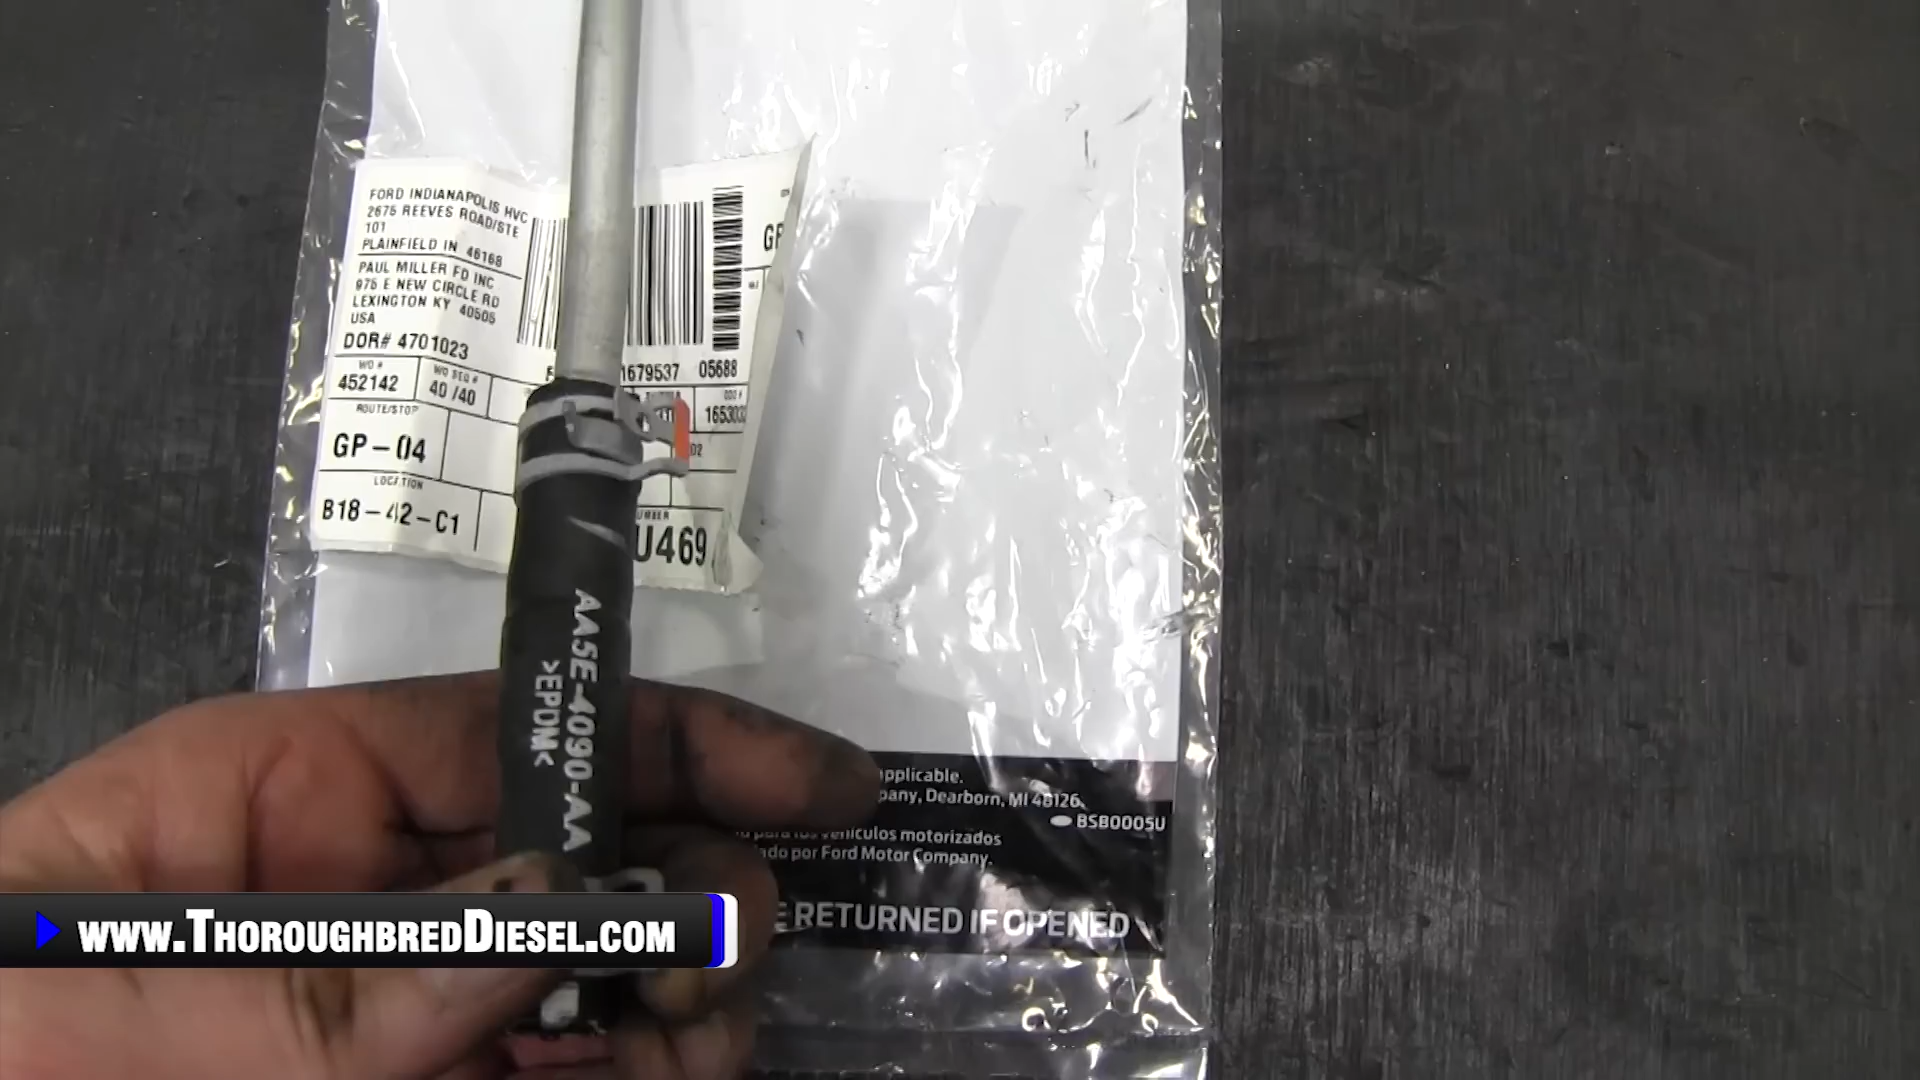 FORD INDIANAPOLIS HVC
2675 REEVES ROAD/STE
101
PLAINFIELD IN 46168
PAUL MILLER FD INC
975 E NEW CIRCLE RD
LEXINGTON KY 40505
USA
DOR# 4701023
WO #
452142
WO SEQ #
40/40
1679537 05688
ROUTE/STOP
GP-04
LOCATION
B18-42-C1
U469
AA5E-4090-AA
>EPDM<
applicable.
pany, Dearborn, MI 48126.
BSB0005U
para los vehículos motorizados
ado por Ford Motor Company.
E RETURNED IF OPENED
www.ThoroughbredDiesel.com